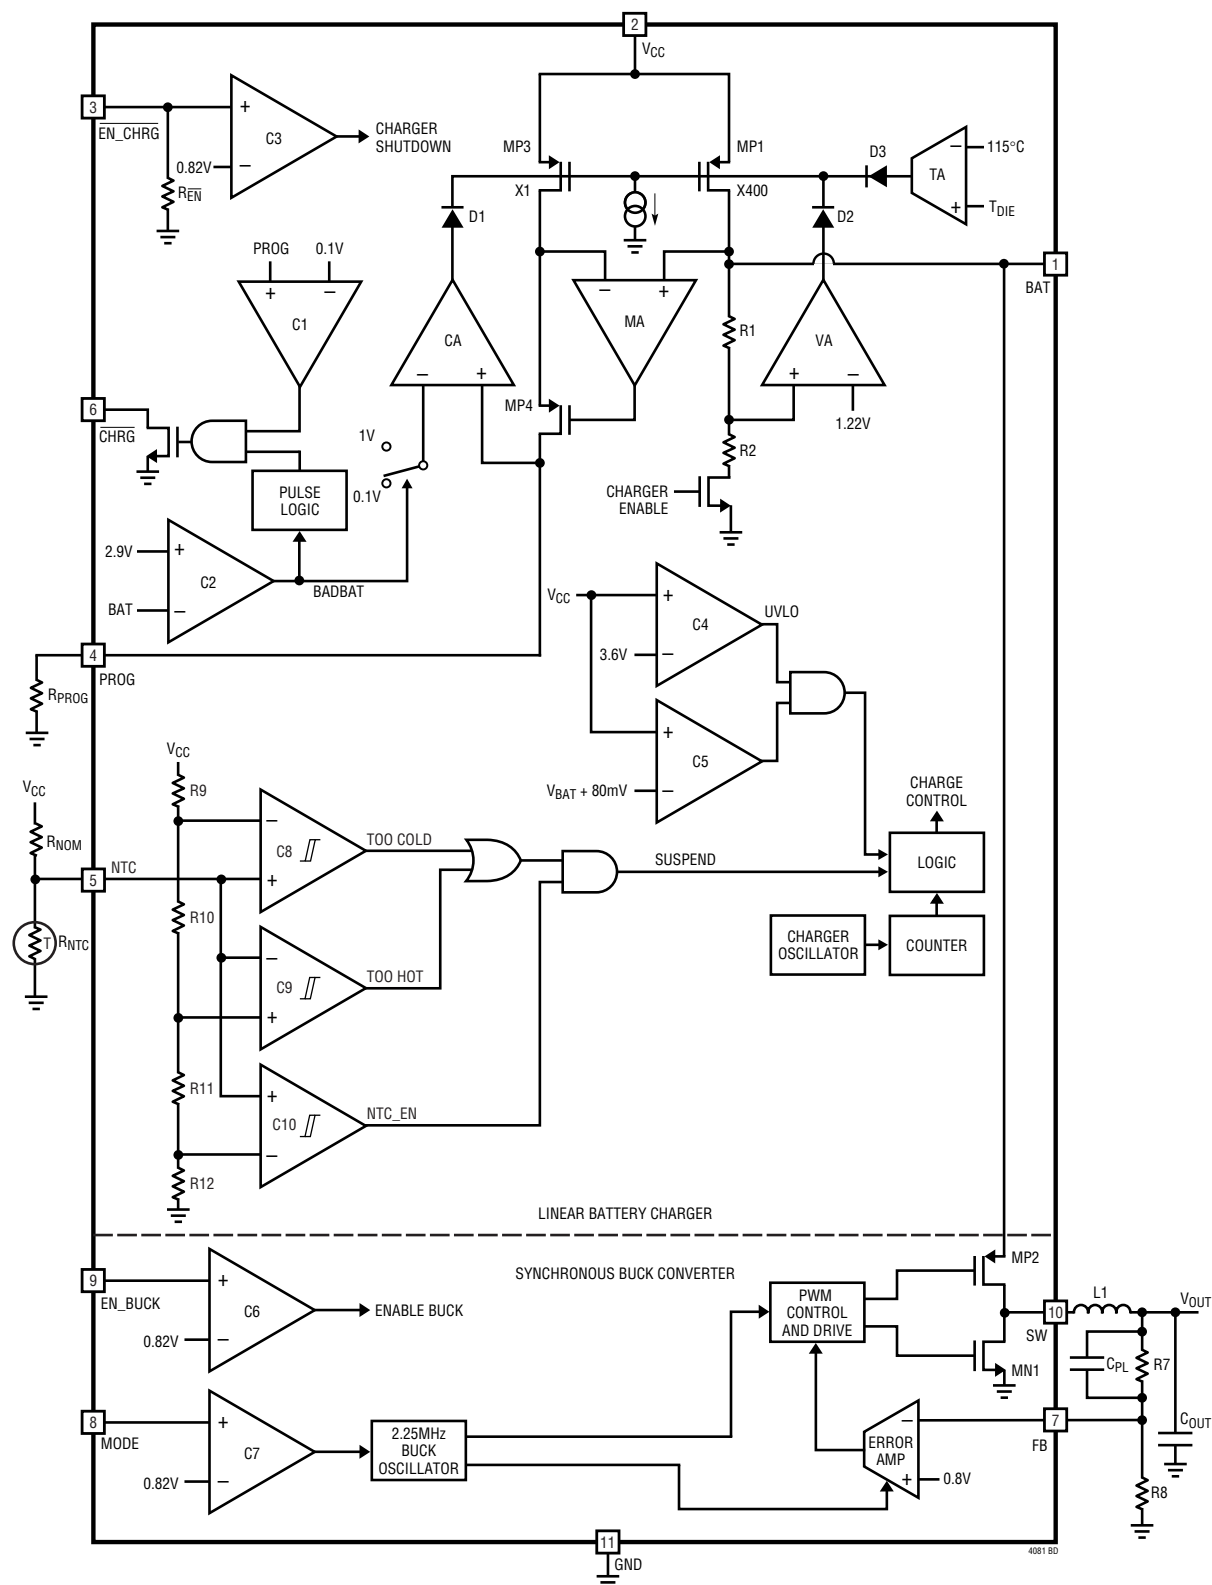 2
VCC
3
EN_CHRG
+
C3
–
0.82V
REN
CHARGER
SHUTDOWN
MP3
X1
MP1
X400
D3
TA
–
115°C
+
TDIE
D1
D2
PROG
0.1V
+
–
C1
1
BAT
–
+
MA
CA
–
+
R1
VA
+
–
1.22V
6
CHRG
MP4
1V
0.1V
R2
PULSE
LOGIC
CHARGER
ENABLE
2.9V
+
C2
BAT
–
BADBAT
VCC
+
C4
3.6V
–
UVLO
4
PROG
RPROG
+
C5
VBAT + 80mV
–
VCC
R9
VCC
RNOM
–
C8
+
TOO COLD
CHARGE
CONTROL
LOGIC
SUSPEND
5
NTC
R10
T
RNTC
–
C9
+
TOO HOT
CHARGER
OSCILLATOR
COUNTER
R11
+
C10
–
NTC_EN
R12
LINEAR BATTERY CHARGER
SYNCHRONOUS BUCK CONVERTER
9
EN_BUCK
+
C6
0.82V
–
ENABLE BUCK
PWM
CONTROL
AND DRIVE
MP2
MN1
10
SW
L1
VOUT
CPL
R7
COUT
8
MODE
+
C7
0.82V
–
2.25MHz
BUCK
OSCILLATOR
–
ERROR
AMP
+
0.8V
7
FB
R8
11
GND
4081 BD